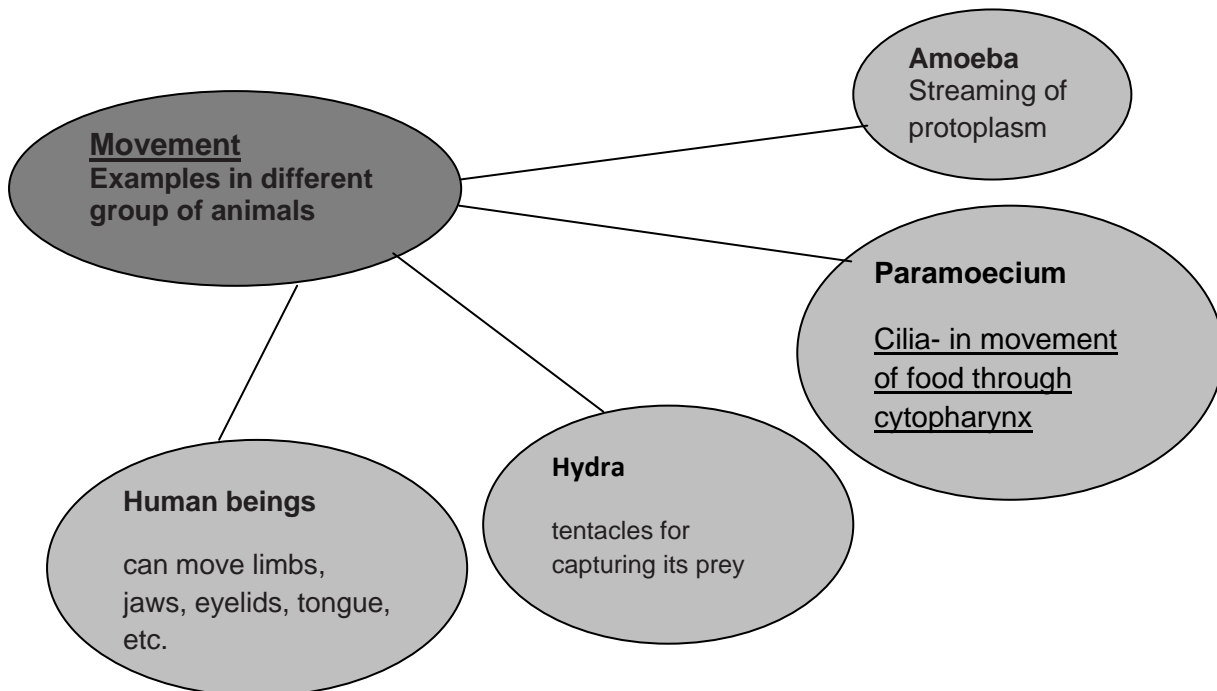 Movement
Examples in different
group of animals
Amoeba
Streaming of
protoplasm
Paramoecium
Cilia- in movement
of food through
cytopharynx
Hydra
tentacles for
capturing its prey
Human beings
can move limbs,
jaws, eyelids, tongue,
etc.